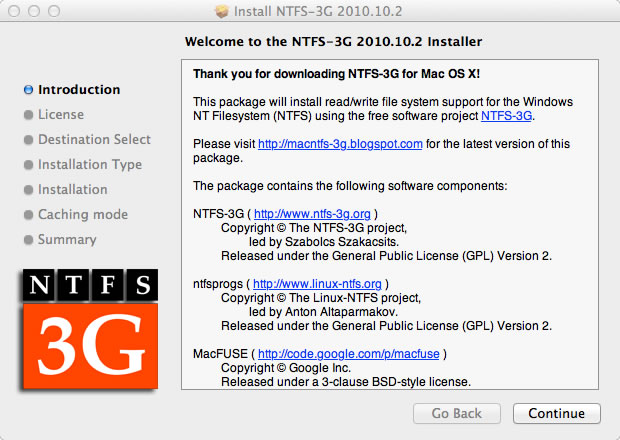 Install NTFS-3G 2010.10.2
Welcome to the NTFS-3G 2010.10.2 Installer
Introduction
License
Destination Select
Installation Type
Installation
Caching mode
Summary
NTFS
3G
Thank you for downloading NTFS-3G for Mac OS X!
This package will install read/write file system support for the Windows
NT Filesystem (NTFS) using the free software project NTFS-3G.
Please visit http://macntfs-3g.blogspot.com for the latest version of this
package.
The package contains the following software components:
NTFS-3G ( http://www.ntfs-3g.org )
Copyright © The NTFS-3G project,
led by Szabolcs Szakacsits.
Released under the General Public License (GPL) Version 2.
ntfsprogs ( http://www.linux-ntfs.org )
Copyright © The Linux-NTFS project,
led by Anton Altaparmakov.
Released under the General Public License (GPL) Version 2.
MacFUSE ( http://code.google.com/p/macfuse )
Copyright © Google Inc.
Released under a 3-clause BSD-style license.
Go Back
Continue